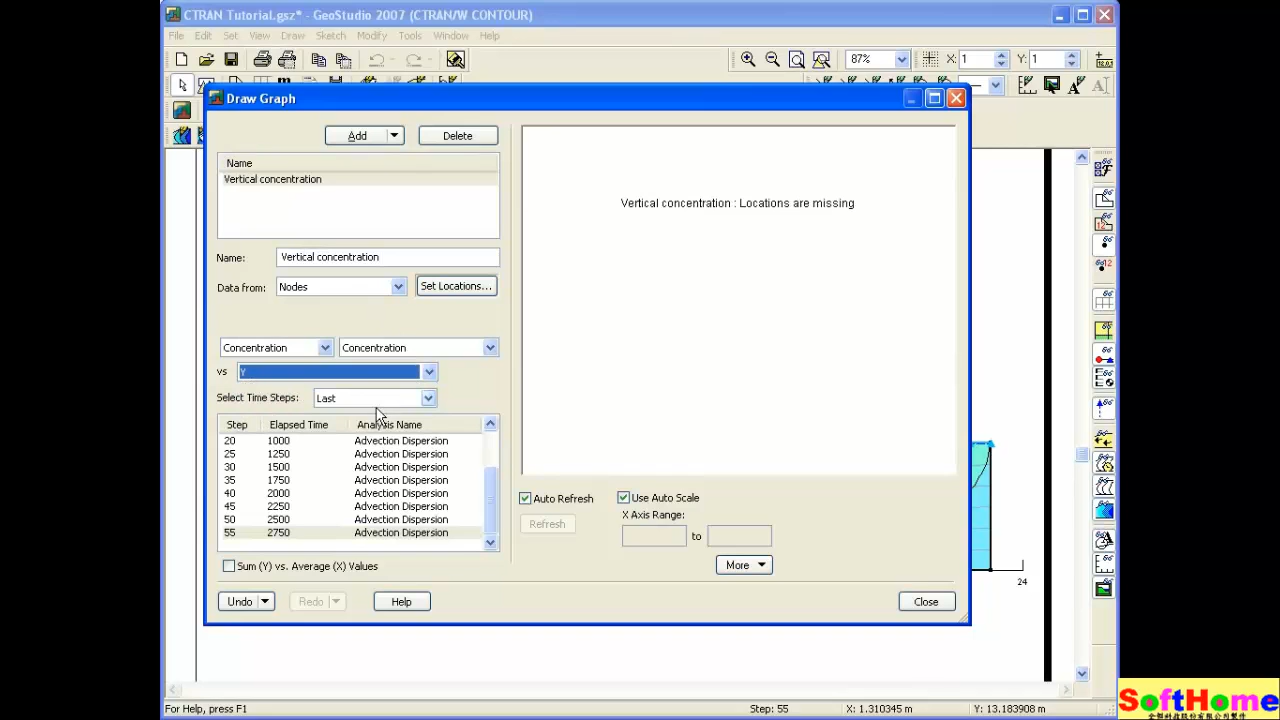 CTRAN Tutorial.gsz* - GeoStudio 2007 (CTRAN/W CONTOUR)
File Edit Set View Draw Sketch Modify Tools Window Help
87% X: 1 Y: 1
Draw Graph
Add Delete
Name
Vertical concentration
Vertical concentration : Locations are missing
Name: Vertical concentration
Data from: Nodes Set Locations...
Concentration Concentration
vs Y
Select Time Steps: Last
Step Elapsed Time Analysis Name
20 1000 Advection Dispersion
25 1250 Advection Dispersion
30 1500 Advection Dispersion
35 1750 Advection Dispersion
40 2000 Advection Dispersion
45 2250 Advection Dispersion
50 2500 Advection Dispersion
55 2750 Advection Dispersion
Auto Refresh Use Auto Scale
Refresh X Axis Range:
to
More
Sum (Y) vs. Average (X) Values
Undo Redo Help Close
24
For Help, press F1 Step: 55 X: 1.310345 m Y: 13.183908 m
SoftHome